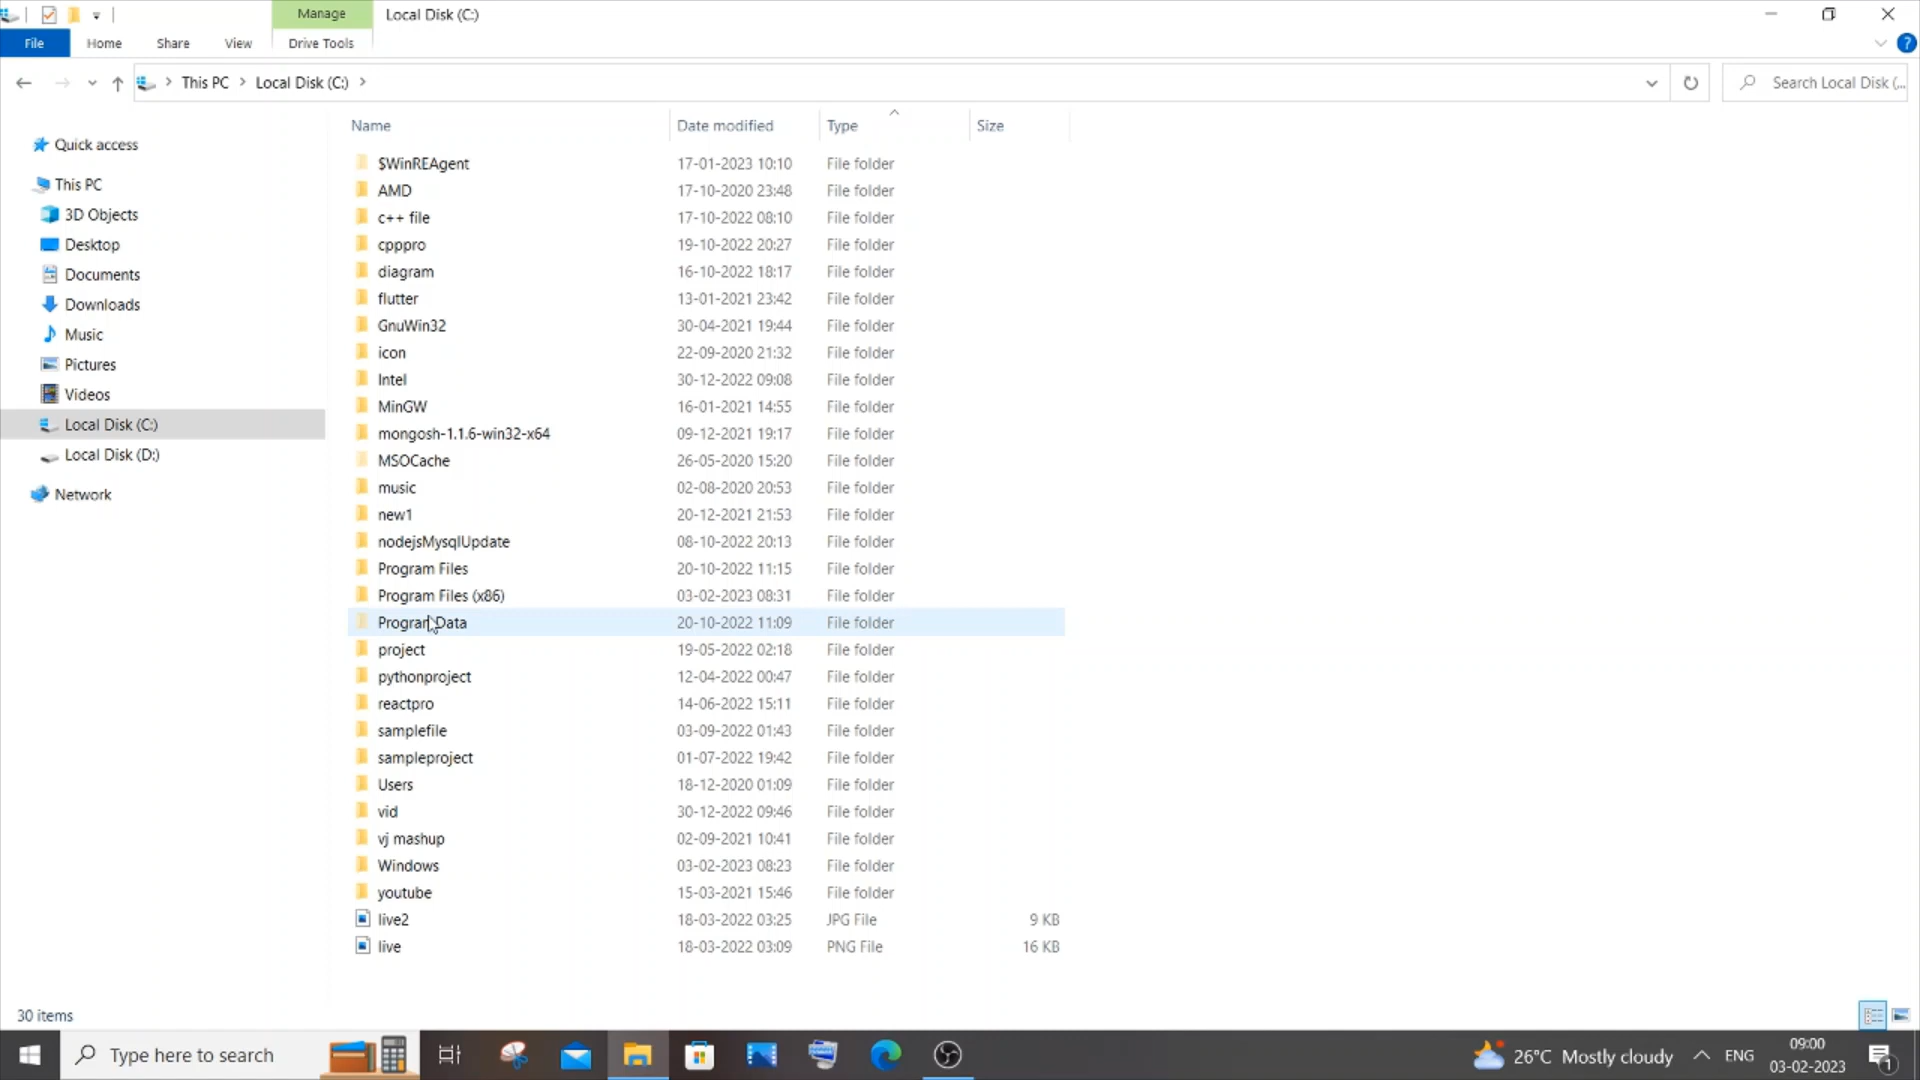 Manage
Local Disk (C:)
File
Home
Share
View
Drive Tools
This PC
Local Disk (C:)
Search Local Disk (...
Name
Date modified
Type
Size
Quick access
This PC
3D Objects
Desktop
Documents
Downloads
Music
Pictures
Videos
Local Disk (C:)
Local Disk (D:)
Network
$WinREAgent 17-01-2023 10:10 File folder
AMD 17-10-2020 23:48 File folder
c++ file 17-10-2022 08:10 File folder
cpppro 19-10-2022 20:27 File folder
diagram 16-10-2022 18:17 File folder
flutter 13-01-2021 23:42 File folder
GnuWin32 30-04-2021 19:44 File folder
icon 22-09-2020 21:32 File folder
Intel 30-12-2022 09:08 File folder
MinGW 16-01-2021 14:55 File folder
mongosh-1.1.6-win32-x64 09-12-2021 19:17 File folder
MSOCache 26-05-2020 15:20 File folder
music 02-08-2020 20:53 File folder
new1 20-12-2021 21:53 File folder
nodejsMysqlUpdate 08-10-2022 20:13 File folder
Program Files 20-10-2022 11:15 File folder
Program Files (x86) 03-02-2023 08:31 File folder
ProgramData 20-10-2022 11:09 File folder
project 19-05-2022 02:18 File folder
pythonproject 12-04-2022 00:47 File folder
reactpro 14-06-2022 15:11 File folder
samplefile 03-09-2022 01:43 File folder
sampleproject 01-07-2022 19:42 File folder
Users 18-12-2020 01:09 File folder
vid 30-12-2022 09:46 File folder
vj mashup 02-09-2021 10:41 File folder
Windows 03-02-2023 08:23 File folder
youtube 15-03-2021 15:46 File folder
live2 18-03-2022 03:25 JPG File 9 KB
live 18-03-2022 03:09 PNG File 16 KB
30 items
Type here to search
26°C Mostly cloudy
ENG
09:00
03-02-2023
1